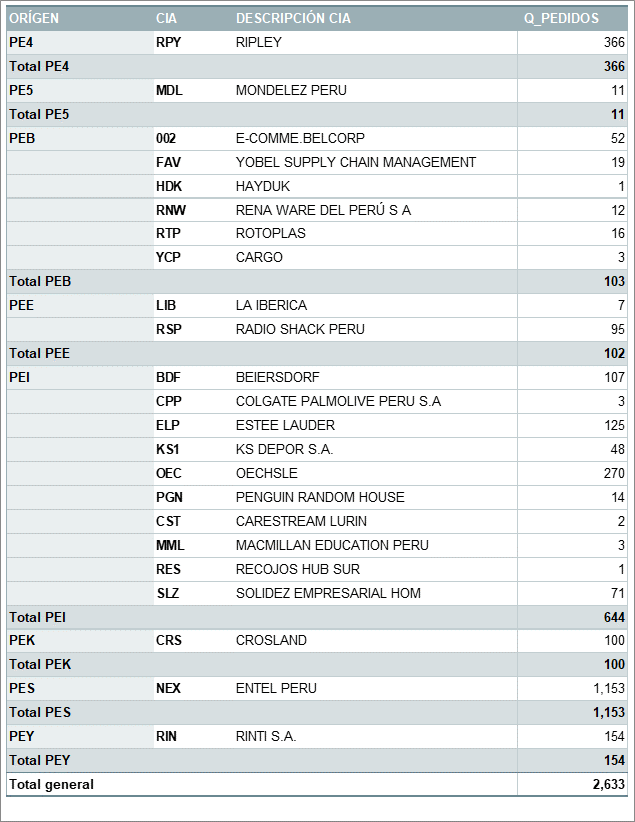 ORÍGEN CIA DESCRIPCIÓN CIA Q_PEDIDOS
PE4 RPY RIPLEY 366
Total PE4 366
PE5 MDL MONDELEZ PERU 11
Total PE5 11
PEB 002 E-COMME.BELCORP 52
FAV YOBEL SUPPLY CHAIN MANAGEMENT 19
HDK HAYDUK 1
RNW RENA WARE DEL PERÚ S A 12
RTP ROTOPLAS 16
YCP CARGO 3
Total PEB 103
PEE LIB LA IBERICA 7
RSP RADIO SHACK PERU 95
Total PEE 102
PEI BDF BEIERSDORF 107
CPP COLGATE PALMOLIVE PERU S.A 3
ELP ESTEE LAUDER 125
KS1 KS DEPOR S.A. 48
OEC OECHSLE 270
PGN PENGUIN RANDOM HOUSE 14
CST CARESTREAM LURIN 2
MML MACMILLAN EDUCATION PERU 3
RES RECOJOS HUB SUR 1
SLZ SOLIDEZ EMPRESARIAL HOM 71
Total PEI 644
PEK CRS CROSLAND 100
Total PEK 100
PES NEX ENTEL PERU 1,153
Total PES 1,153
PEY RIN RINTI S.A. 154
Total PEY 154
Total general 2,633